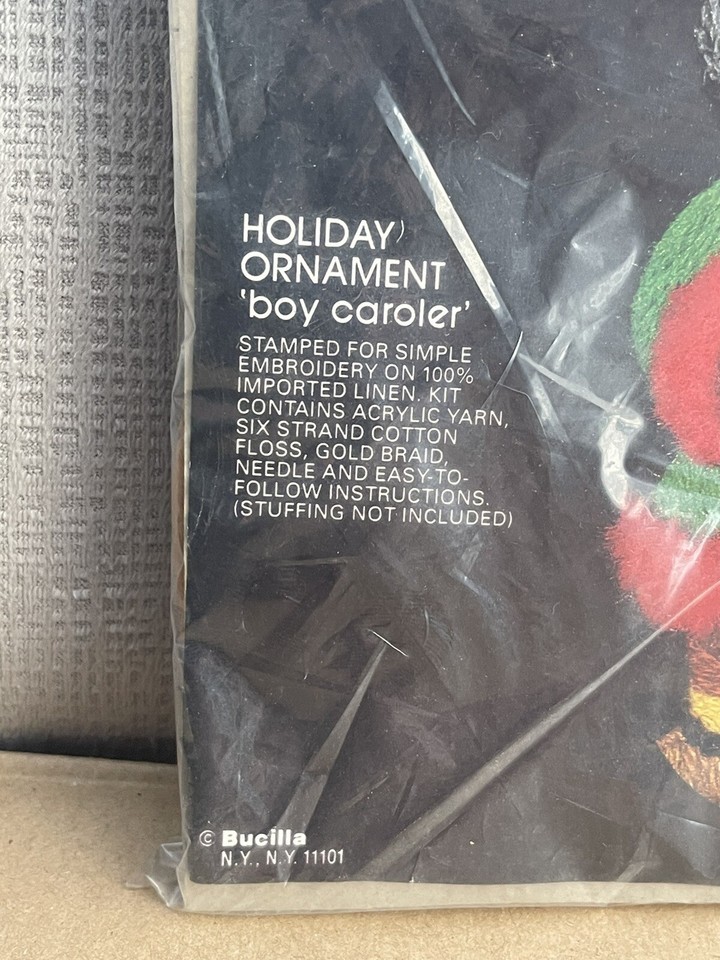 HOLIDAY
ORNAMENT
'boy caroler'
STAMPED FOR SIMPLE
EMBROIDERY ON 100%
IMPORTED LINEN. KIT
CONTAINS ACRYLIC YARN,
SIX STRAND COTTON
FLOSS, GOLD BRAID,
NEEDLE AND EASY-TO-
FOLLOW INSTRUCTIONS.
(STUFFING NOT INCLUDED)
© Bucilla
N.Y., N.Y. 11101